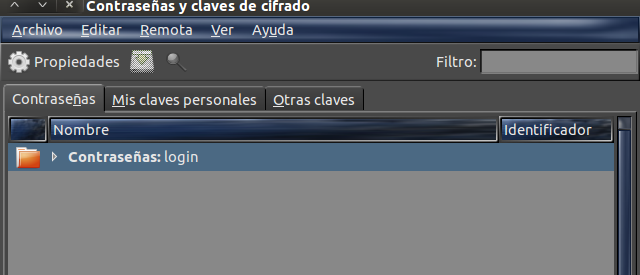 Contraseñas y claves de cifrado
Archivo Editar Remota Ver Ayuda
Propiedades Filtro:
Contraseñas Mis claves personales Otras claves
Nombre Identificador
Contraseñas: login